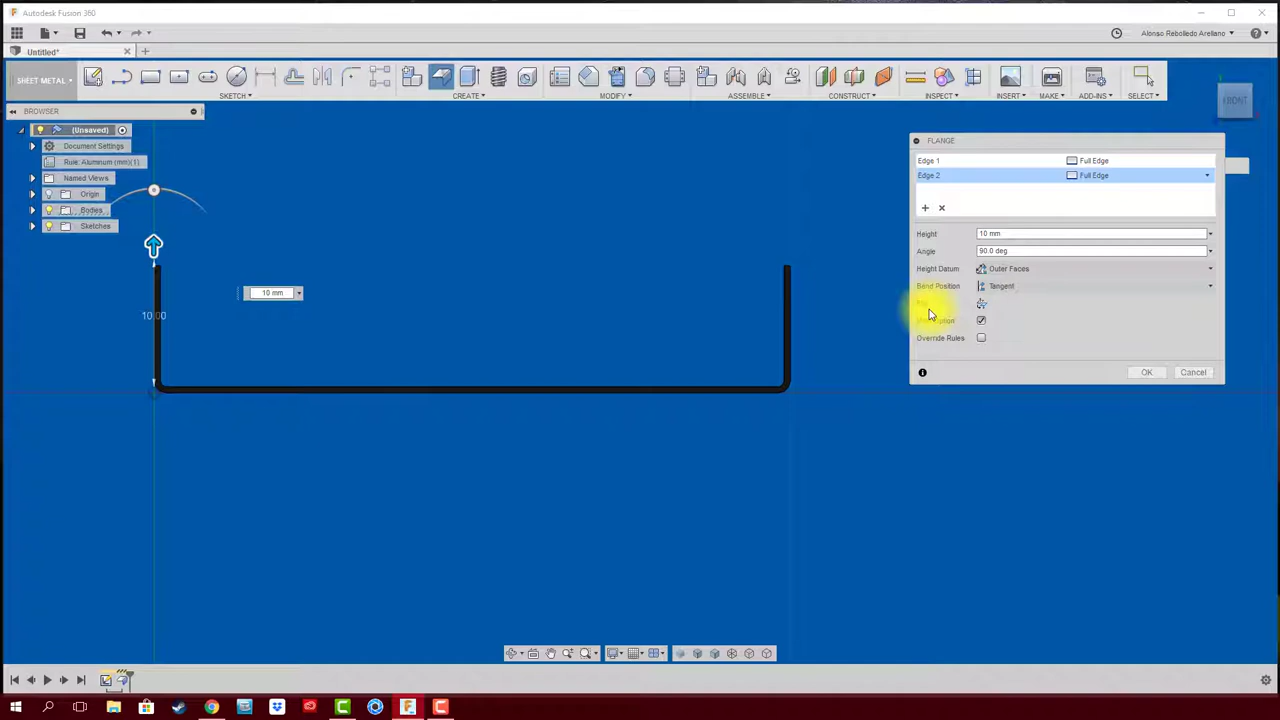 Autodesk Fusion 360
Alonso Rebolledo Arellano
Untitled*
SHEET METAL
SKETCH
CREATE
MODIFY
ASSEMBLE
CONSTRUCT
INSPECT
INSERT
MAKE
ADD-INS
SELECT
BROWSER
(Unsaved)
Document Settings
Rule: Aluminum (mm)(1)
Named Views
Origin
Bodies
Sketches
10.00
10 mm
FRONT
FLANGE
Edge 1 Full Edge
Edge 2 Full Edge
Height 10 mm
Angle 90.0 deg
Height Datum Outer Faces
Bend Position Tangent
Override Rules
OK Cancel